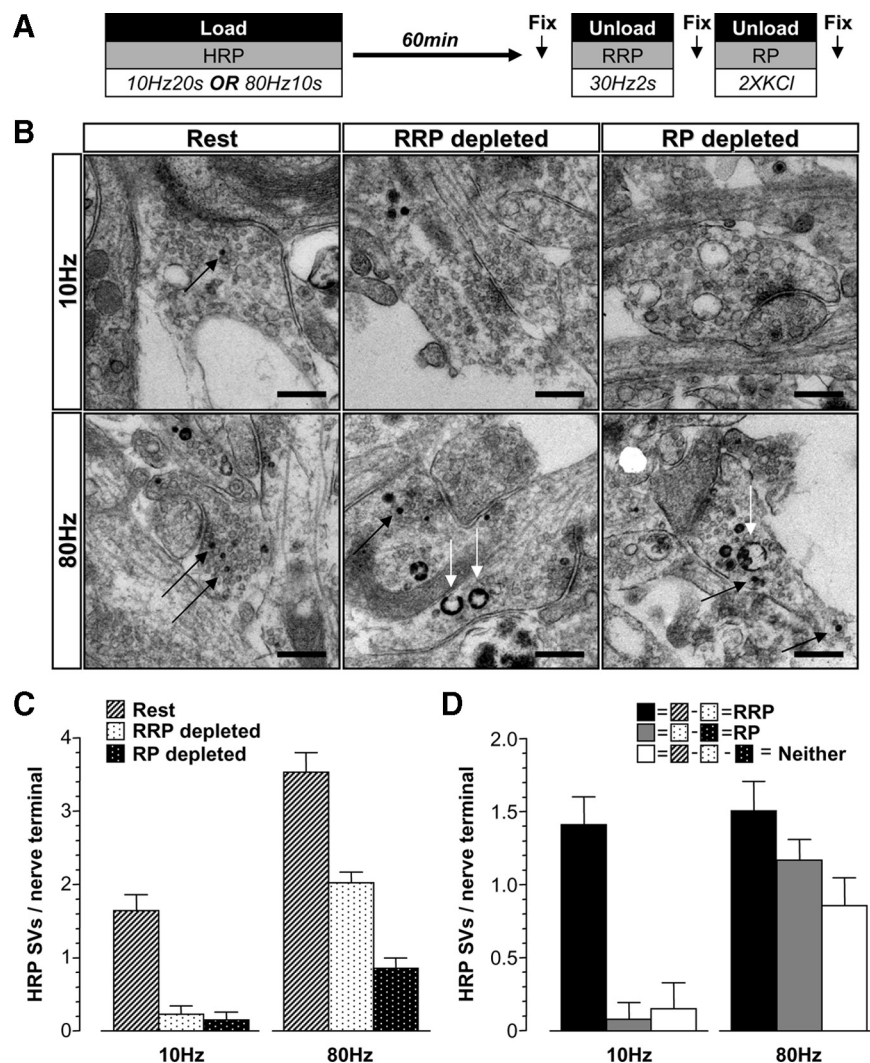 A
Load
HRP
10Hz20s OR 80Hz10s
60min
Fix
Unload
RRP
30Hz2s
Fix
Unload
RP
2XKCl
Fix
B
Rest
RRP depleted
RP depleted
10Hz
80Hz
C
Rest
RRP depleted
RP depleted
HRP SVs / nerve terminal
4
3
2
1
0
10Hz
80Hz
D
= - =RRP
= - =RP
= - - = Neither
HRP SVs / nerve terminal
2.0
1.5
1.0
0.5
0
10Hz
80Hz